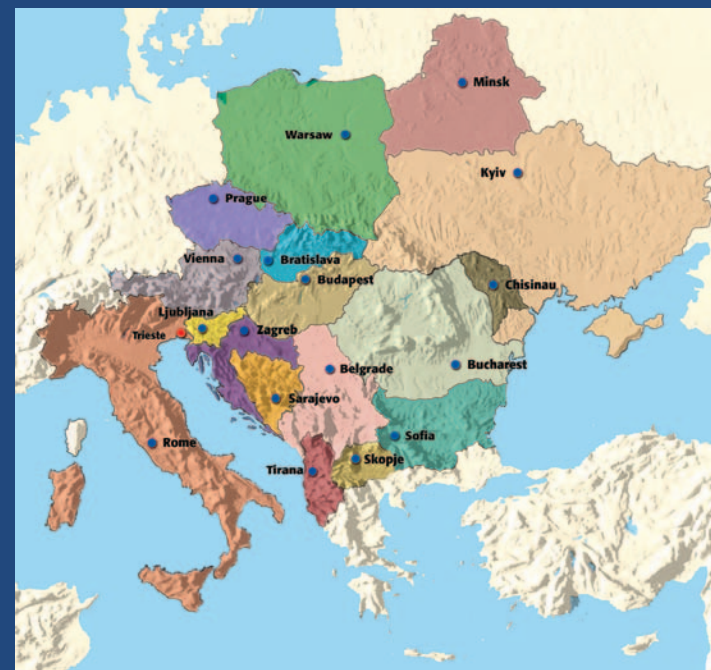 Minsk
Warsaw
Kyiv
Prague
Vienna
Bratislava
Budapest
Chisinau
Ljubljana
Trieste
Zagreb
Belgrade
Bucharest
Sarajevo
Rome
Sofia
Tirana
Skopje